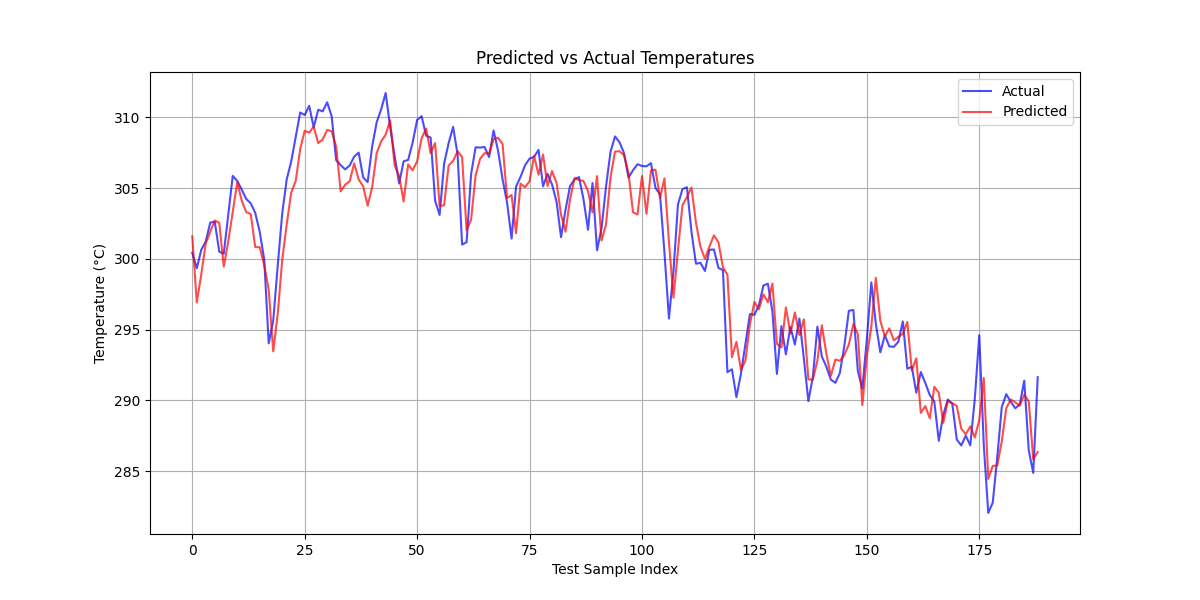 Predicted vs Actual Temperatures
Actual
Predicted
Temperature (°C)
310
305
300
295
290
285
0 25 50 75 100 125 150 175
Test Sample Index